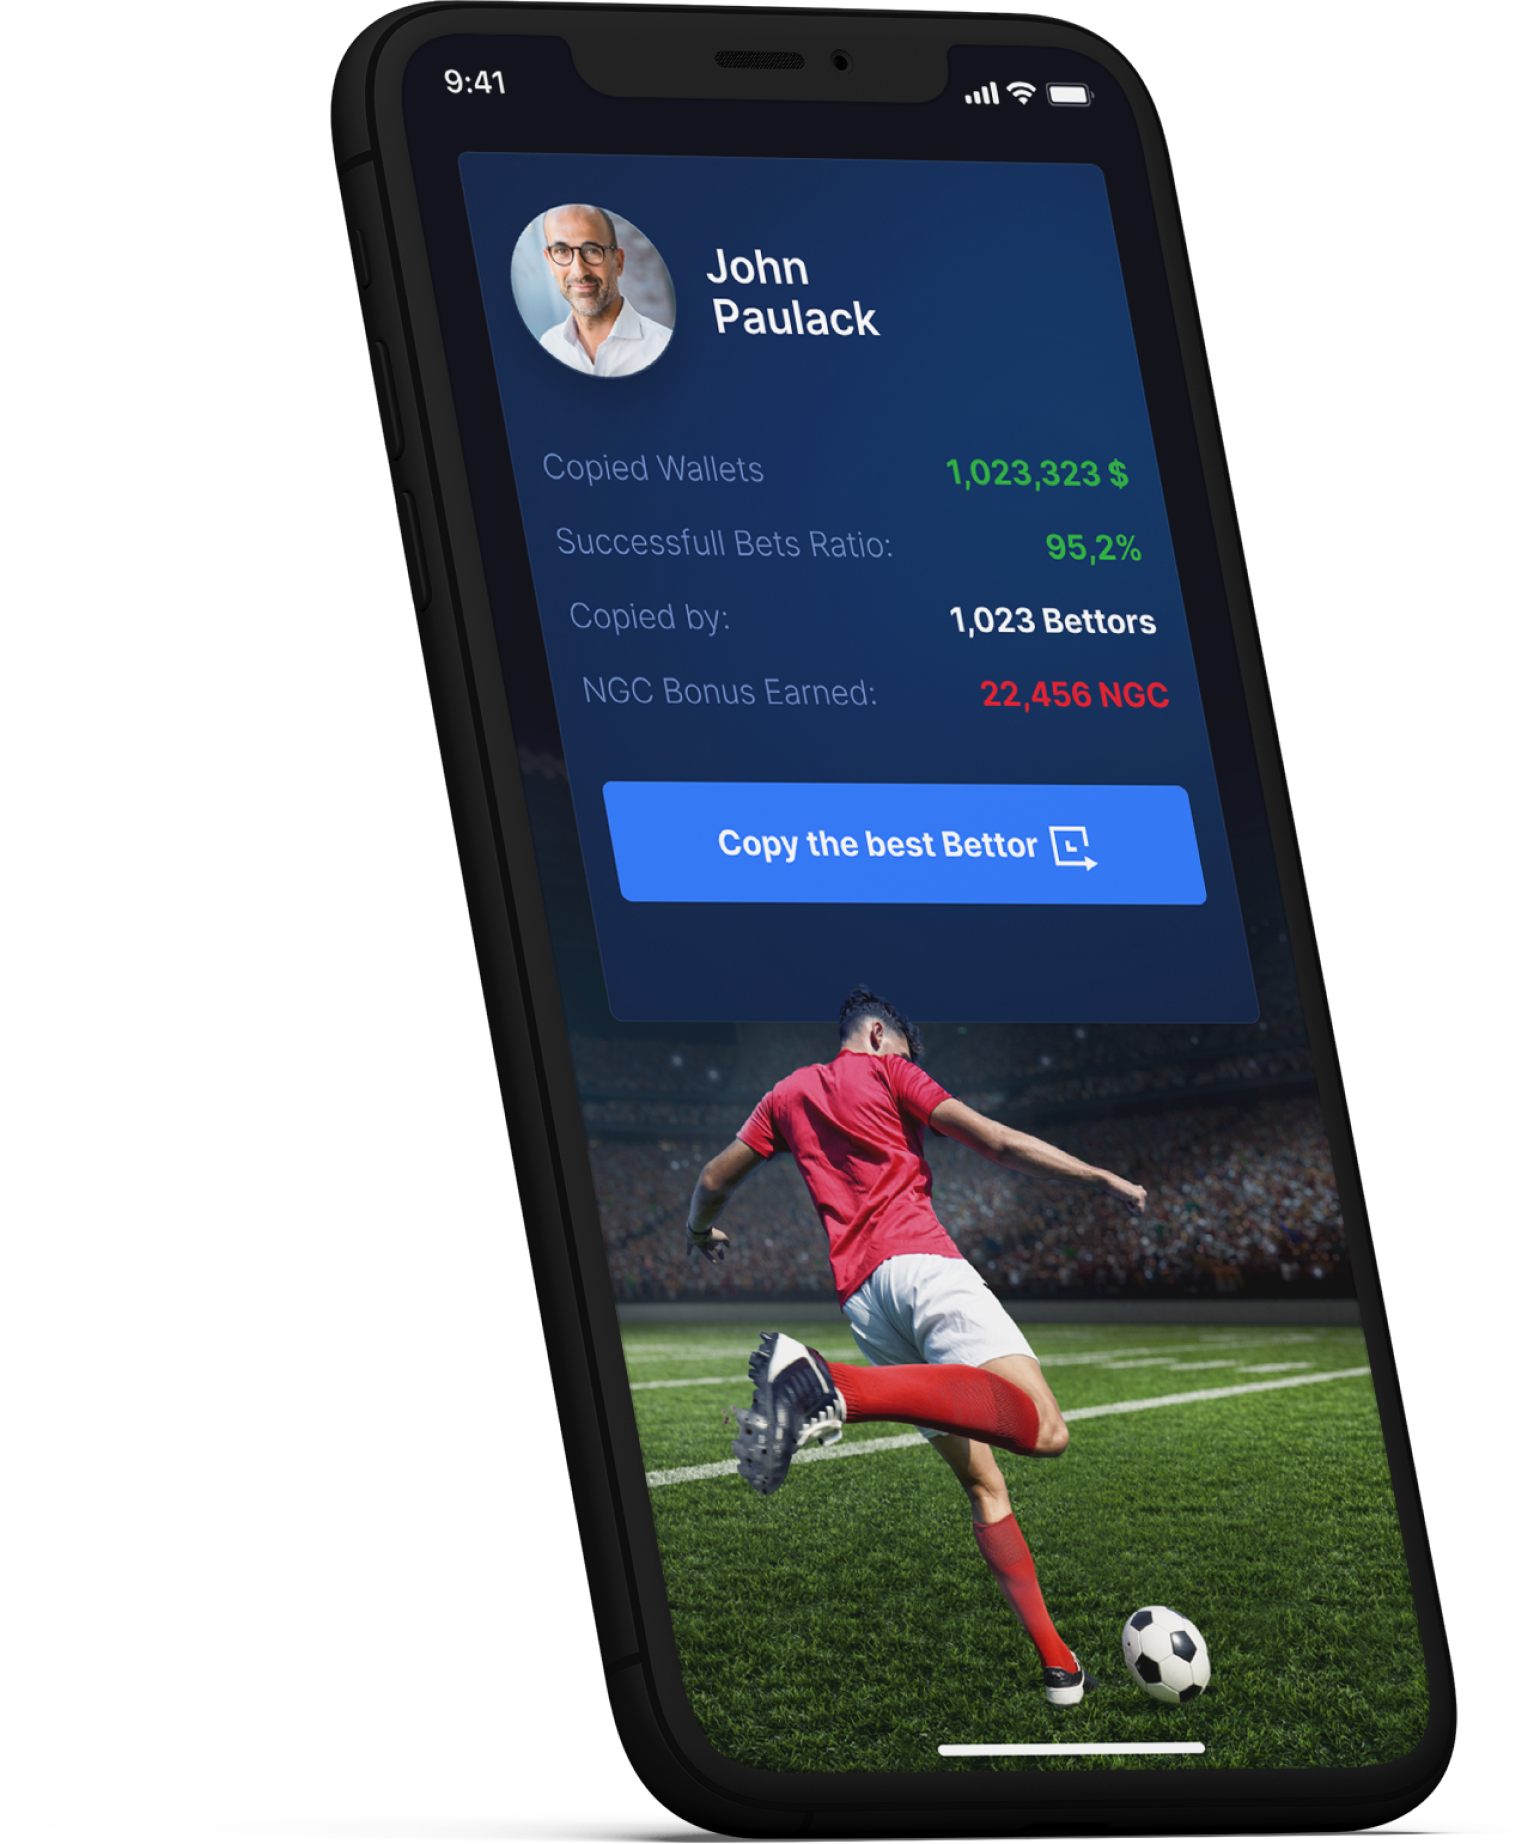 9:41
John
Paulack
Copied Wallets 1,023,323 $
Successfull Bets Ratio: 95,2%
Copied by: 1,023 Bettors
NGC Bonus Earned: 22,456 NGC
Copy the best Bettor